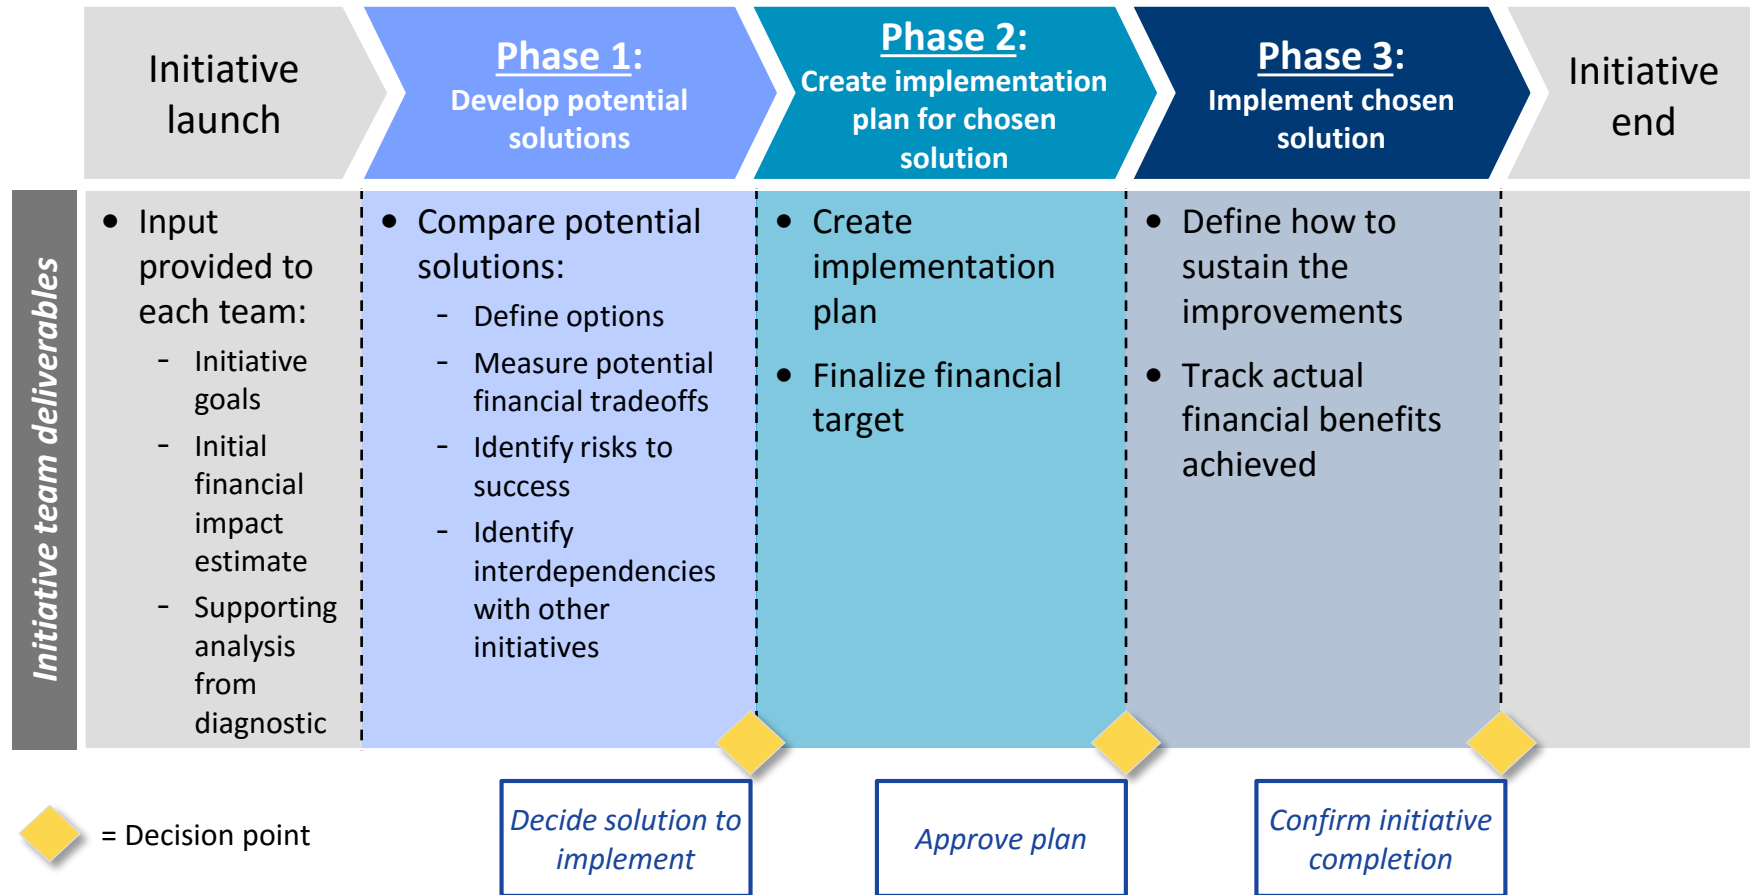 Initiative
launch
Phase 1:
Develop potential
solutions
Phase 2:
Create implementation
plan for chosen
solution
Phase 3:
Implement chosen
solution
Initiative
end
Initiative team deliverables
• Input
provided to
each team:
- Initiative
goals
- Initial
financial
impact
estimate
- Supporting
analysis
from
diagnostic
• Compare potential
solutions:
- Define options
- Measure potential
financial tradeoffs
- Identify risks to
success
- Identify
interdependencies
with other
initiatives
• Create
implementation
plan
• Finalize financial
target
• Define how to
sustain the
improvements
• Track actual
financial benefits
achieved
= Decision point
Decide solution to
implement
Approve plan
Confirm initiative
completion